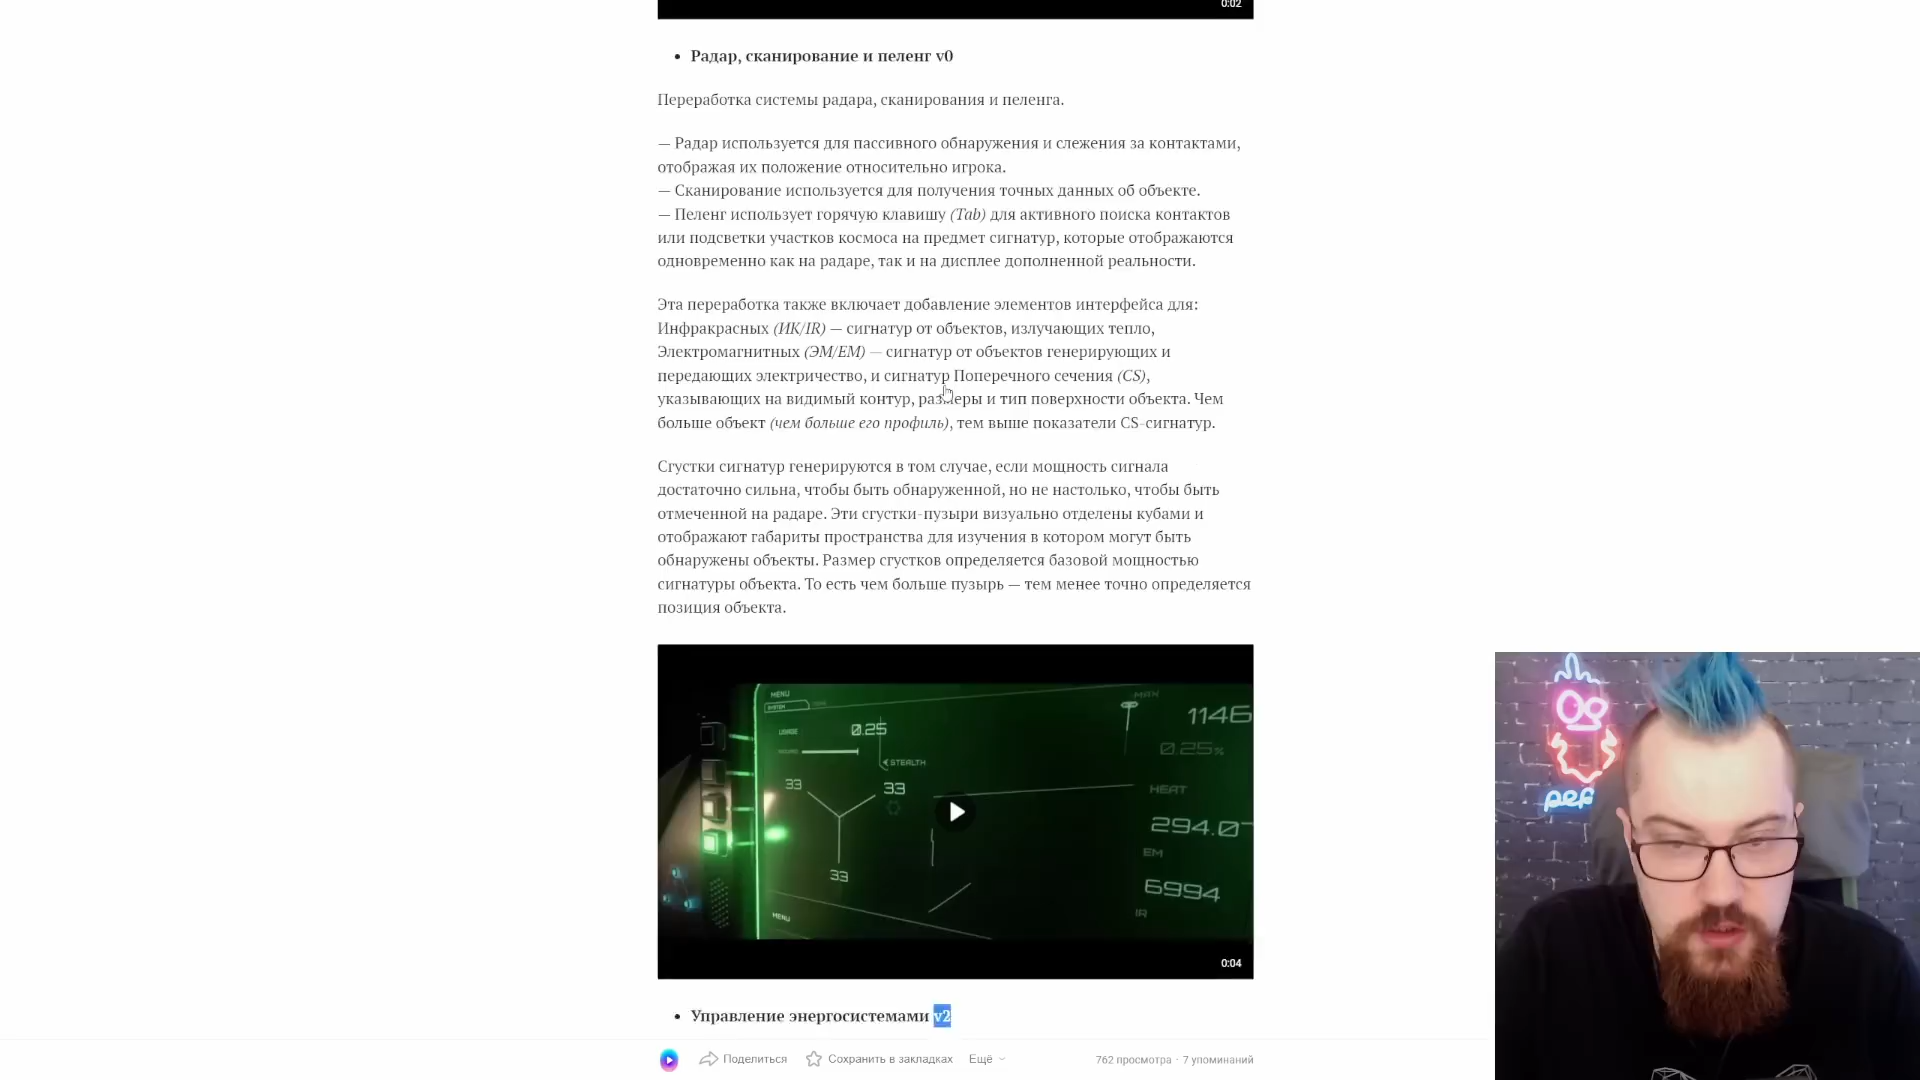 0:02
• Радар, сканирование и пеленг v0
Переработка системы радара, сканирования и пеленга.
— Радар используется для пассивного обнаружения и слежения за контактами,
отображая их положение относительно игрока.
— Сканирование используется для получения точных данных об объекте.
— Пеленг использует горячую клавишу (Tab) для активного поиска контактов
или подсветки участков космоса на предмет сигнатур, которые отображаются
одновременно как на радаре, так и на дисплее дополненной реальности.
Эта переработка также включает добавление элементов интерфейса для:
Инфракрасных (ИК/IR) — сигнатур от объектов, излучающих тепло,
Электромагнитных (ЭМ/EM) — сигнатур от объектов генерирующих и
передающих электричество, и сигнатур Поперечного сечения (CS),
указывающих на видимый контур, размеры и тип поверхности объекта. Чем
больше объект (чем больше его профиль), тем выше показатели CS-сигнатур.
Сгустки сигнатур генерируются в том случае, если мощность сигнала
достаточно сильна, чтобы быть обнаруженной, но не настолько, чтобы быть
отмеченной на радаре. Эти сгустки-пузыри визуально отделены кубами и
отображают габариты пространства для изучения в котором могут быть
обнаружены объекты. Размер сгустков определяется базовой мощностью
сигнатуры объекта. То есть чем больше пузырь — тем менее точно определяется
позиция объекта.
MENU
0.25
STEALTH
33
33
33
MENU
1146
0.25%
HEAT
294.0
EM
6994
IR
0:04
• Управление энергосистемами v2
Поделиться
Сохранить в закладках
Ещё
762 просмотра · 7 упоминаний